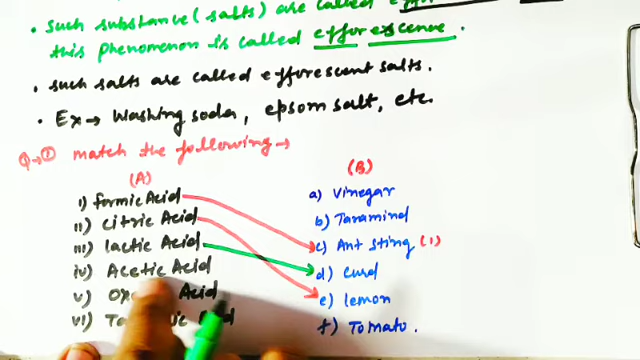 • Such substance (salts) are called
this phenomenon is called efforescence.
• such salts are called efforescent salts.
• Ex → Washing soda, epsom salt, etc.
Q→① match the following →
(A) (B)
i) formic Acid a) Vinegar
ii) citric Acid b) Taramind
iii) lactic Acid c) Ant sting (1)
iv) Acetic Acid d) Curd
v) Acid e) lemon
vi) f) Tomato.